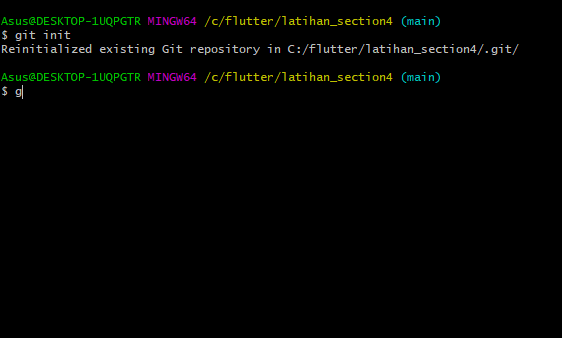 Asus@DESKTOP-1UQPGTR MINGW64 /c/flutter/latihan_section4 (main)
$ git init
Reinitialized existing Git repository in C:/flutter/latihan_section4/.git/
Asus@DESKTOP-1UQPGTR MINGW64 /c/flutter/latihan_section4 (main)
$ g